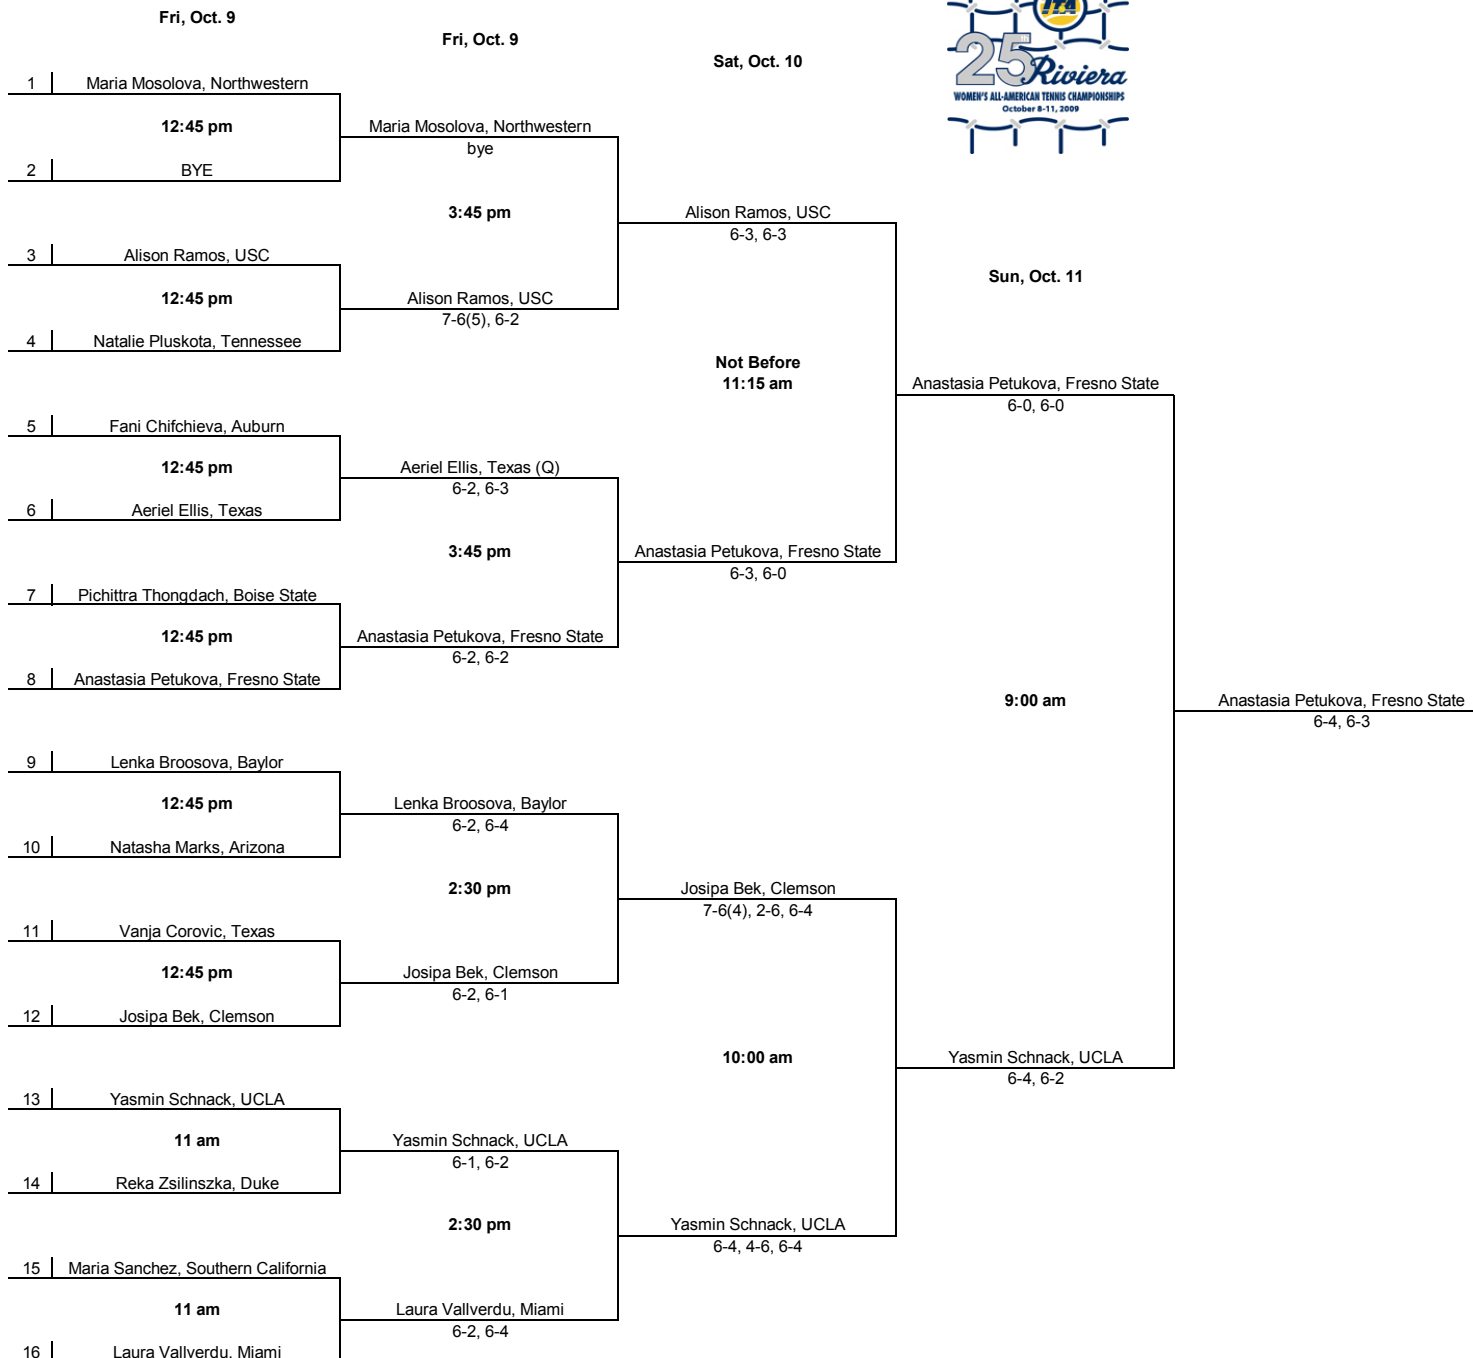 Fri, Oct. 9
Fri, Oct. 9
Sat, Oct. 10
ITA
25
th
Riviera
WOMEN'S ALL-AMERICAN TENNIS CHAMPIONSHIPS
October 8-11, 2009
1 Maria Mosolova, Northwestern
12:45 pm
Maria Mosolova, Northwestern
bye
2 BYE
3:45 pm
Alison Ramos, USC
6-3, 6-3
3 Alison Ramos, USC
Sun, Oct. 11
12:45 pm
Alison Ramos, USC
7-6(5), 6-2
4 Natalie Pluskota, Tennessee
Not Before
11:15 am
Anastasia Petukova, Fresno State
6-0, 6-0
5 Fani Chifchieva, Auburn
12:45 pm
Aeriel Ellis, Texas (Q)
6-2, 6-3
6 Aeriel Ellis, Texas
3:45 pm
Anastasia Petukova, Fresno State
6-3, 6-0
7 Pichittra Thongdach, Boise State
12:45 pm
Anastasia Petukova, Fresno State
6-2, 6-2
8 Anastasia Petukova, Fresno State
9:00 am
Anastasia Petukova, Fresno State
6-4, 6-3
9 Lenka Broosova, Baylor
12:45 pm
Lenka Broosova, Baylor
6-2, 6-4
10 Natasha Marks, Arizona
2:30 pm
Josipa Bek, Clemson
7-6(4), 2-6, 6-4
11 Vanja Corovic, Texas
12:45 pm
Josipa Bek, Clemson
6-2, 6-1
12 Josipa Bek, Clemson
10:00 am
Yasmin Schnack, UCLA
6-4, 6-2
13 Yasmin Schnack, UCLA
11 am
Yasmin Schnack, UCLA
6-1, 6-2
14 Reka Zsilinszka, Duke
2:30 pm
Yasmin Schnack, UCLA
6-4, 4-6, 6-4
15 Maria Sanchez, Southern California
11 am
Laura Vallverdu, Miami
6-2, 6-4
16 Laura Vallverdu, Miami